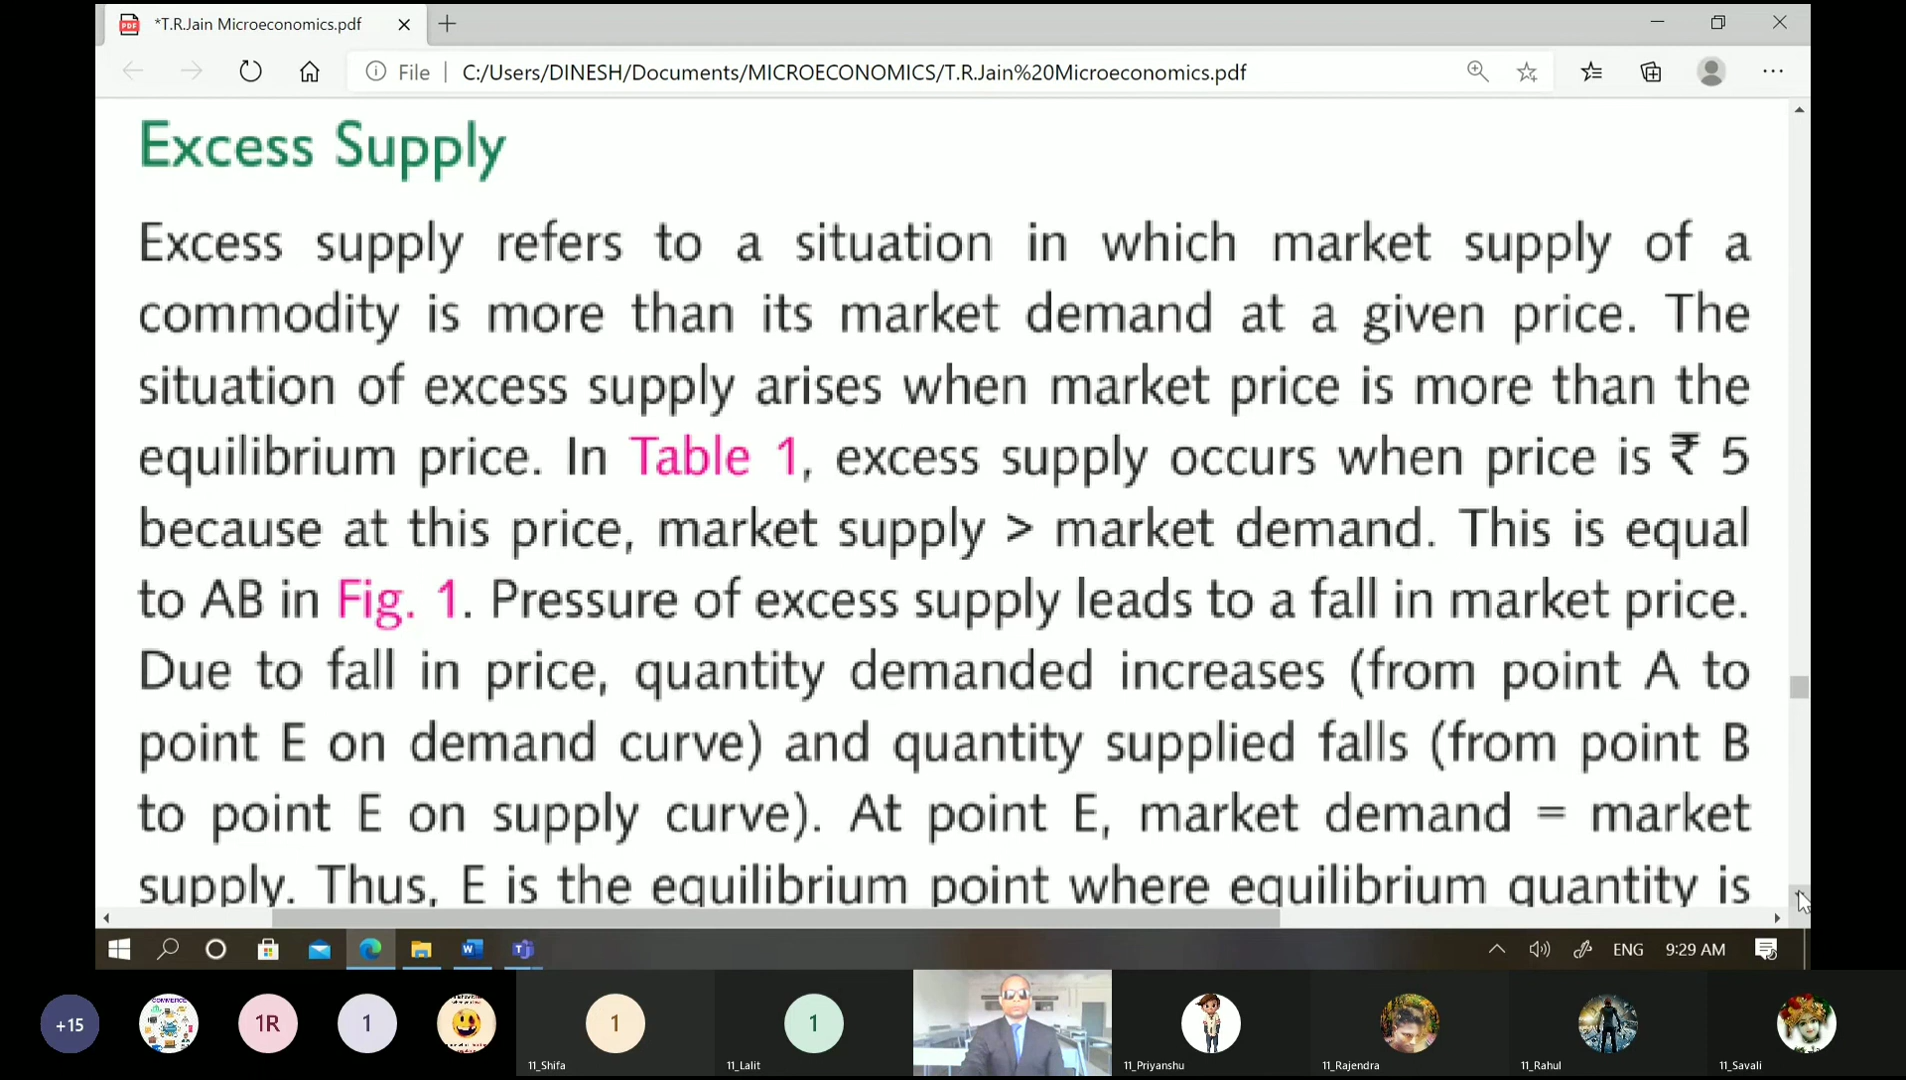 *T.R.Jain Microeconomics.pdf
File | C:/Users/DINESH/Documents/MICROECONOMICS/T.R.Jain%20Microeconomics.pdf
Excess Supply
Excess supply refers to a situation in which market supply of a
commodity is more than its market demand at a given price. The
situation of excess supply arises when market price is more than the
equilibrium price. In Table 1, excess supply occurs when price is ₹ 5
because at this price, market supply > market demand. This is equal
to AB in Fig. 1. Pressure of excess supply leads to a fall in market price.
Due to fall in price, quantity demanded increases (from point A to
point E on demand curve) and quantity supplied falls (from point B
to point E on supply curve). At point E, market demand = market
supply. Thus, E is the equilibrium point where equilibrium quantity is
ENG 9:29 AM
+15 COMMERCE 1R 1 1 1
11_Shifa 11_Lalit 11_Priyanshu 11_Rajendra 11_Rahul 11_Savali